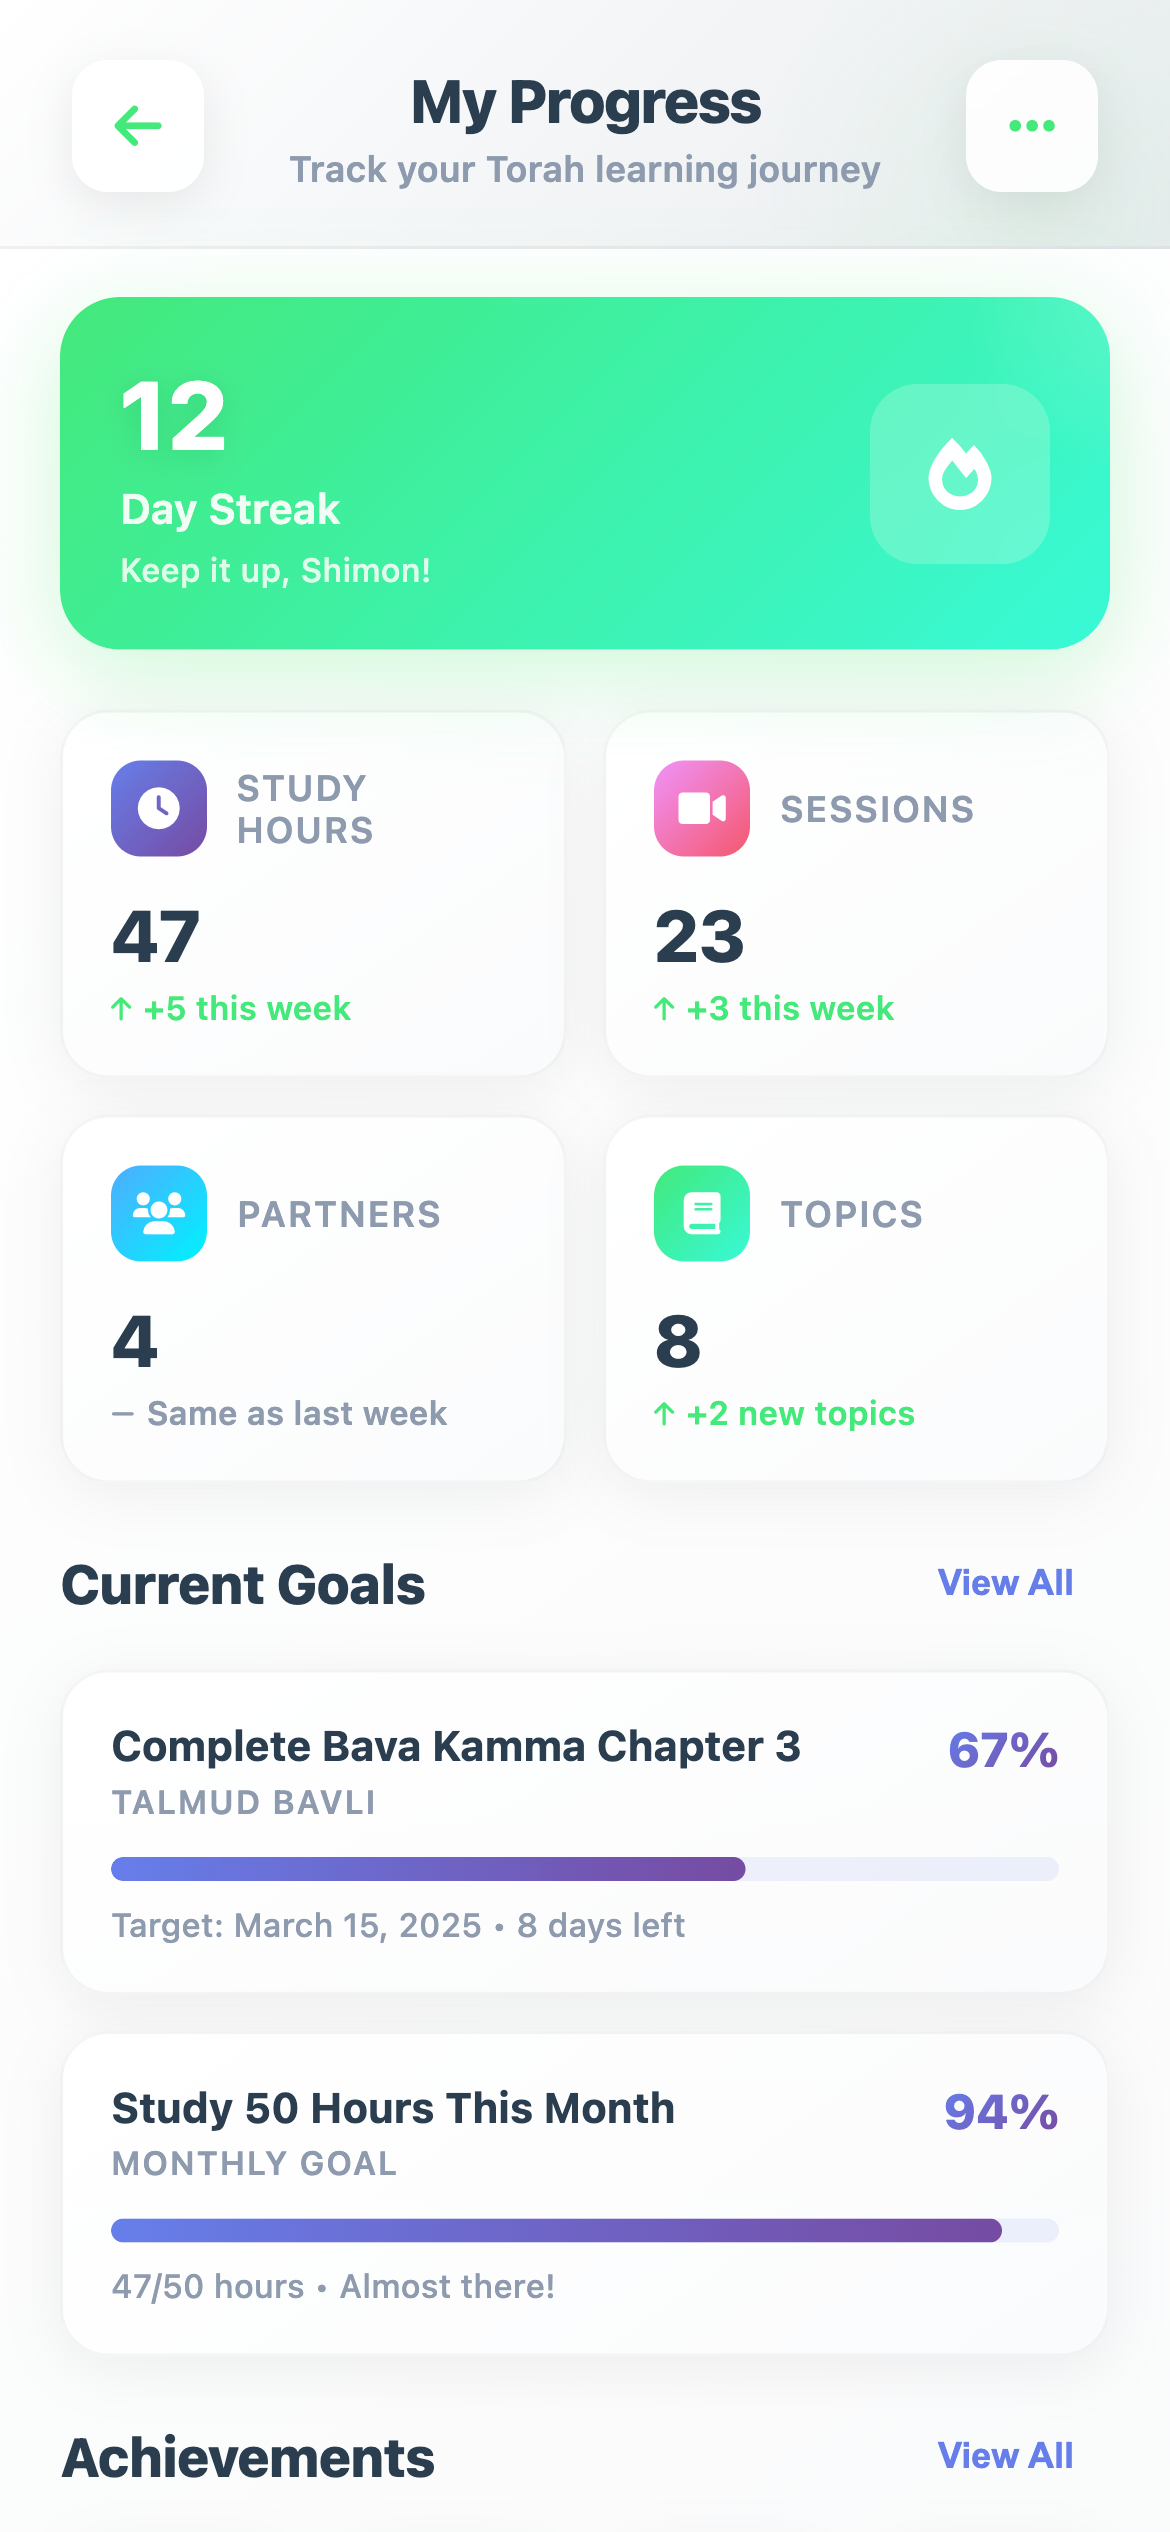 My Progress
Track your Torah learning journey
12
Day Streak
Keep it up, Shimon!
STUDY
HOURS
47
↑ +5 this week
SESSIONS
23
↑ +3 this week
PARTNERS
4
– Same as last week
TOPICS
8
↑ +2 new topics
Current Goals
View All
Complete Bava Kamma Chapter 3
67%
TALMUD BAVLI
Target: March 15, 2025 • 8 days left
Study 50 Hours This Month
94%
MONTHLY GOAL
47/50 hours • Almost there!
Achievements
View All